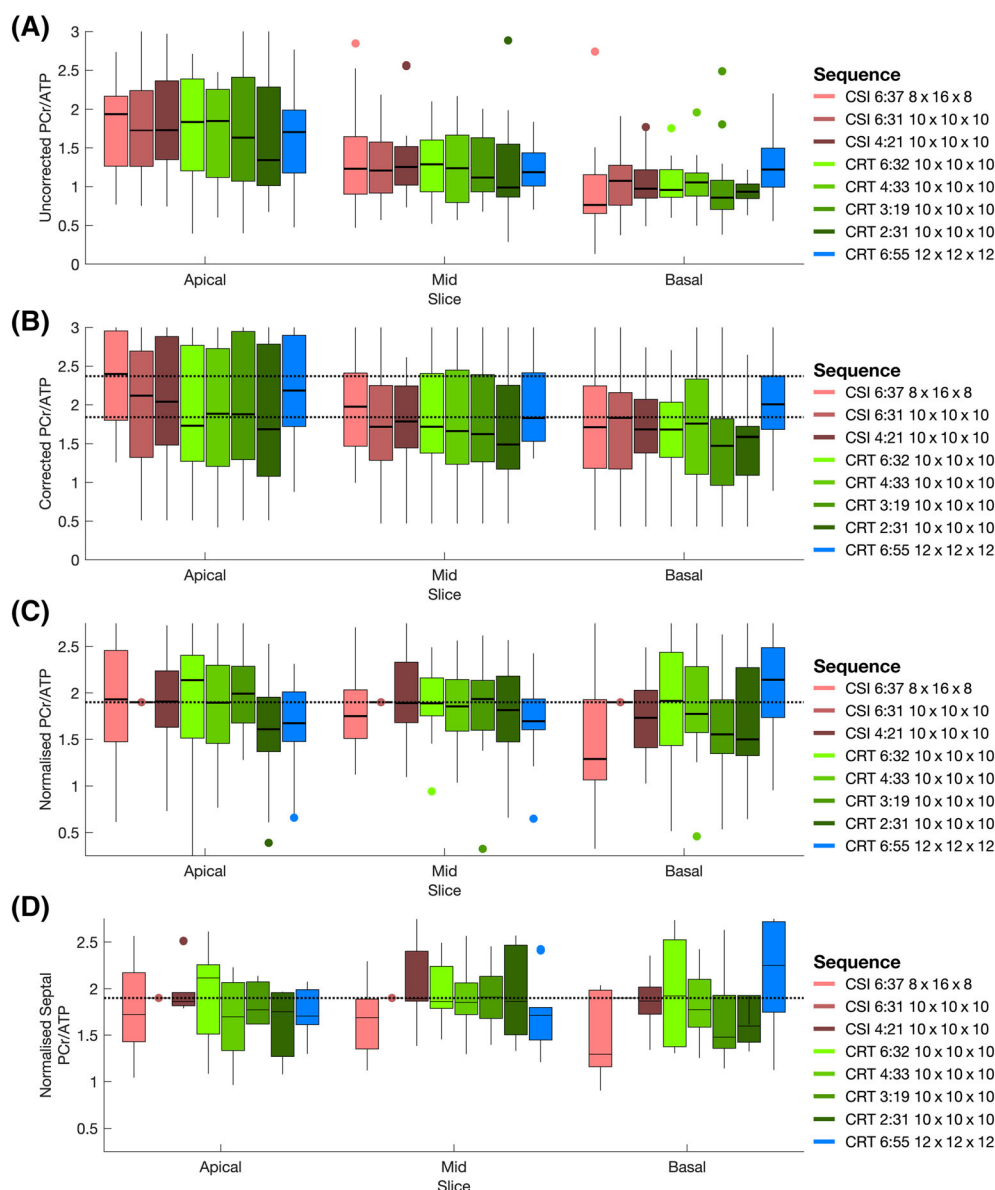 (A)
Uncorrected PCr/ATP
3
2.5
2
1.5
1
0.5
0
Apical
Mid
Basal
Slice
Sequence
CSI 6:37 8 x 16 x 8
CSI 6:31 10 x 10 x 10
CSI 4:21 10 x 10 x 10
CRT 6:32 10 x 10 x 10
CRT 4:33 10 x 10 x 10
CRT 3:19 10 x 10 x 10
CRT 2:31 10 x 10 x 10
CRT 6:55 12 x 12 x 12
(B)
Corrected PCr/ATP
3
2.5
2
1.5
1
0.5
0
Apical
Mid
Basal
Slice
Sequence
CSI 6:37 8 x 16 x 8
CSI 6:31 10 x 10 x 10
CSI 4:21 10 x 10 x 10
CRT 6:32 10 x 10 x 10
CRT 4:33 10 x 10 x 10
CRT 3:19 10 x 10 x 10
CRT 2:31 10 x 10 x 10
CRT 6:55 12 x 12 x 12
(C)
Normalised PCr/ATP
2.5
2
1.5
1
0.5
Apical
Mid
Basal
Slice
Sequence
CSI 6:37 8 x 16 x 8
CSI 6:31 10 x 10 x 10
CSI 4:21 10 x 10 x 10
CRT 6:32 10 x 10 x 10
CRT 4:33 10 x 10 x 10
CRT 3:19 10 x 10 x 10
CRT 2:31 10 x 10 x 10
CRT 6:55 12 x 12 x 12
(D)
Normalised Septal
PCr/ATP
2.5
2
1.5
1
0.5
Apical
Mid
Basal
Slice
Sequence
CSI 6:37 8 x 16 x 8
CSI 6:31 10 x 10 x 10
CSI 4:21 10 x 10 x 10
CRT 6:32 10 x 10 x 10
CRT 4:33 10 x 10 x 10
CRT 3:19 10 x 10 x 10
CRT 2:31 10 x 10 x 10
CRT 6:55 12 x 12 x 12